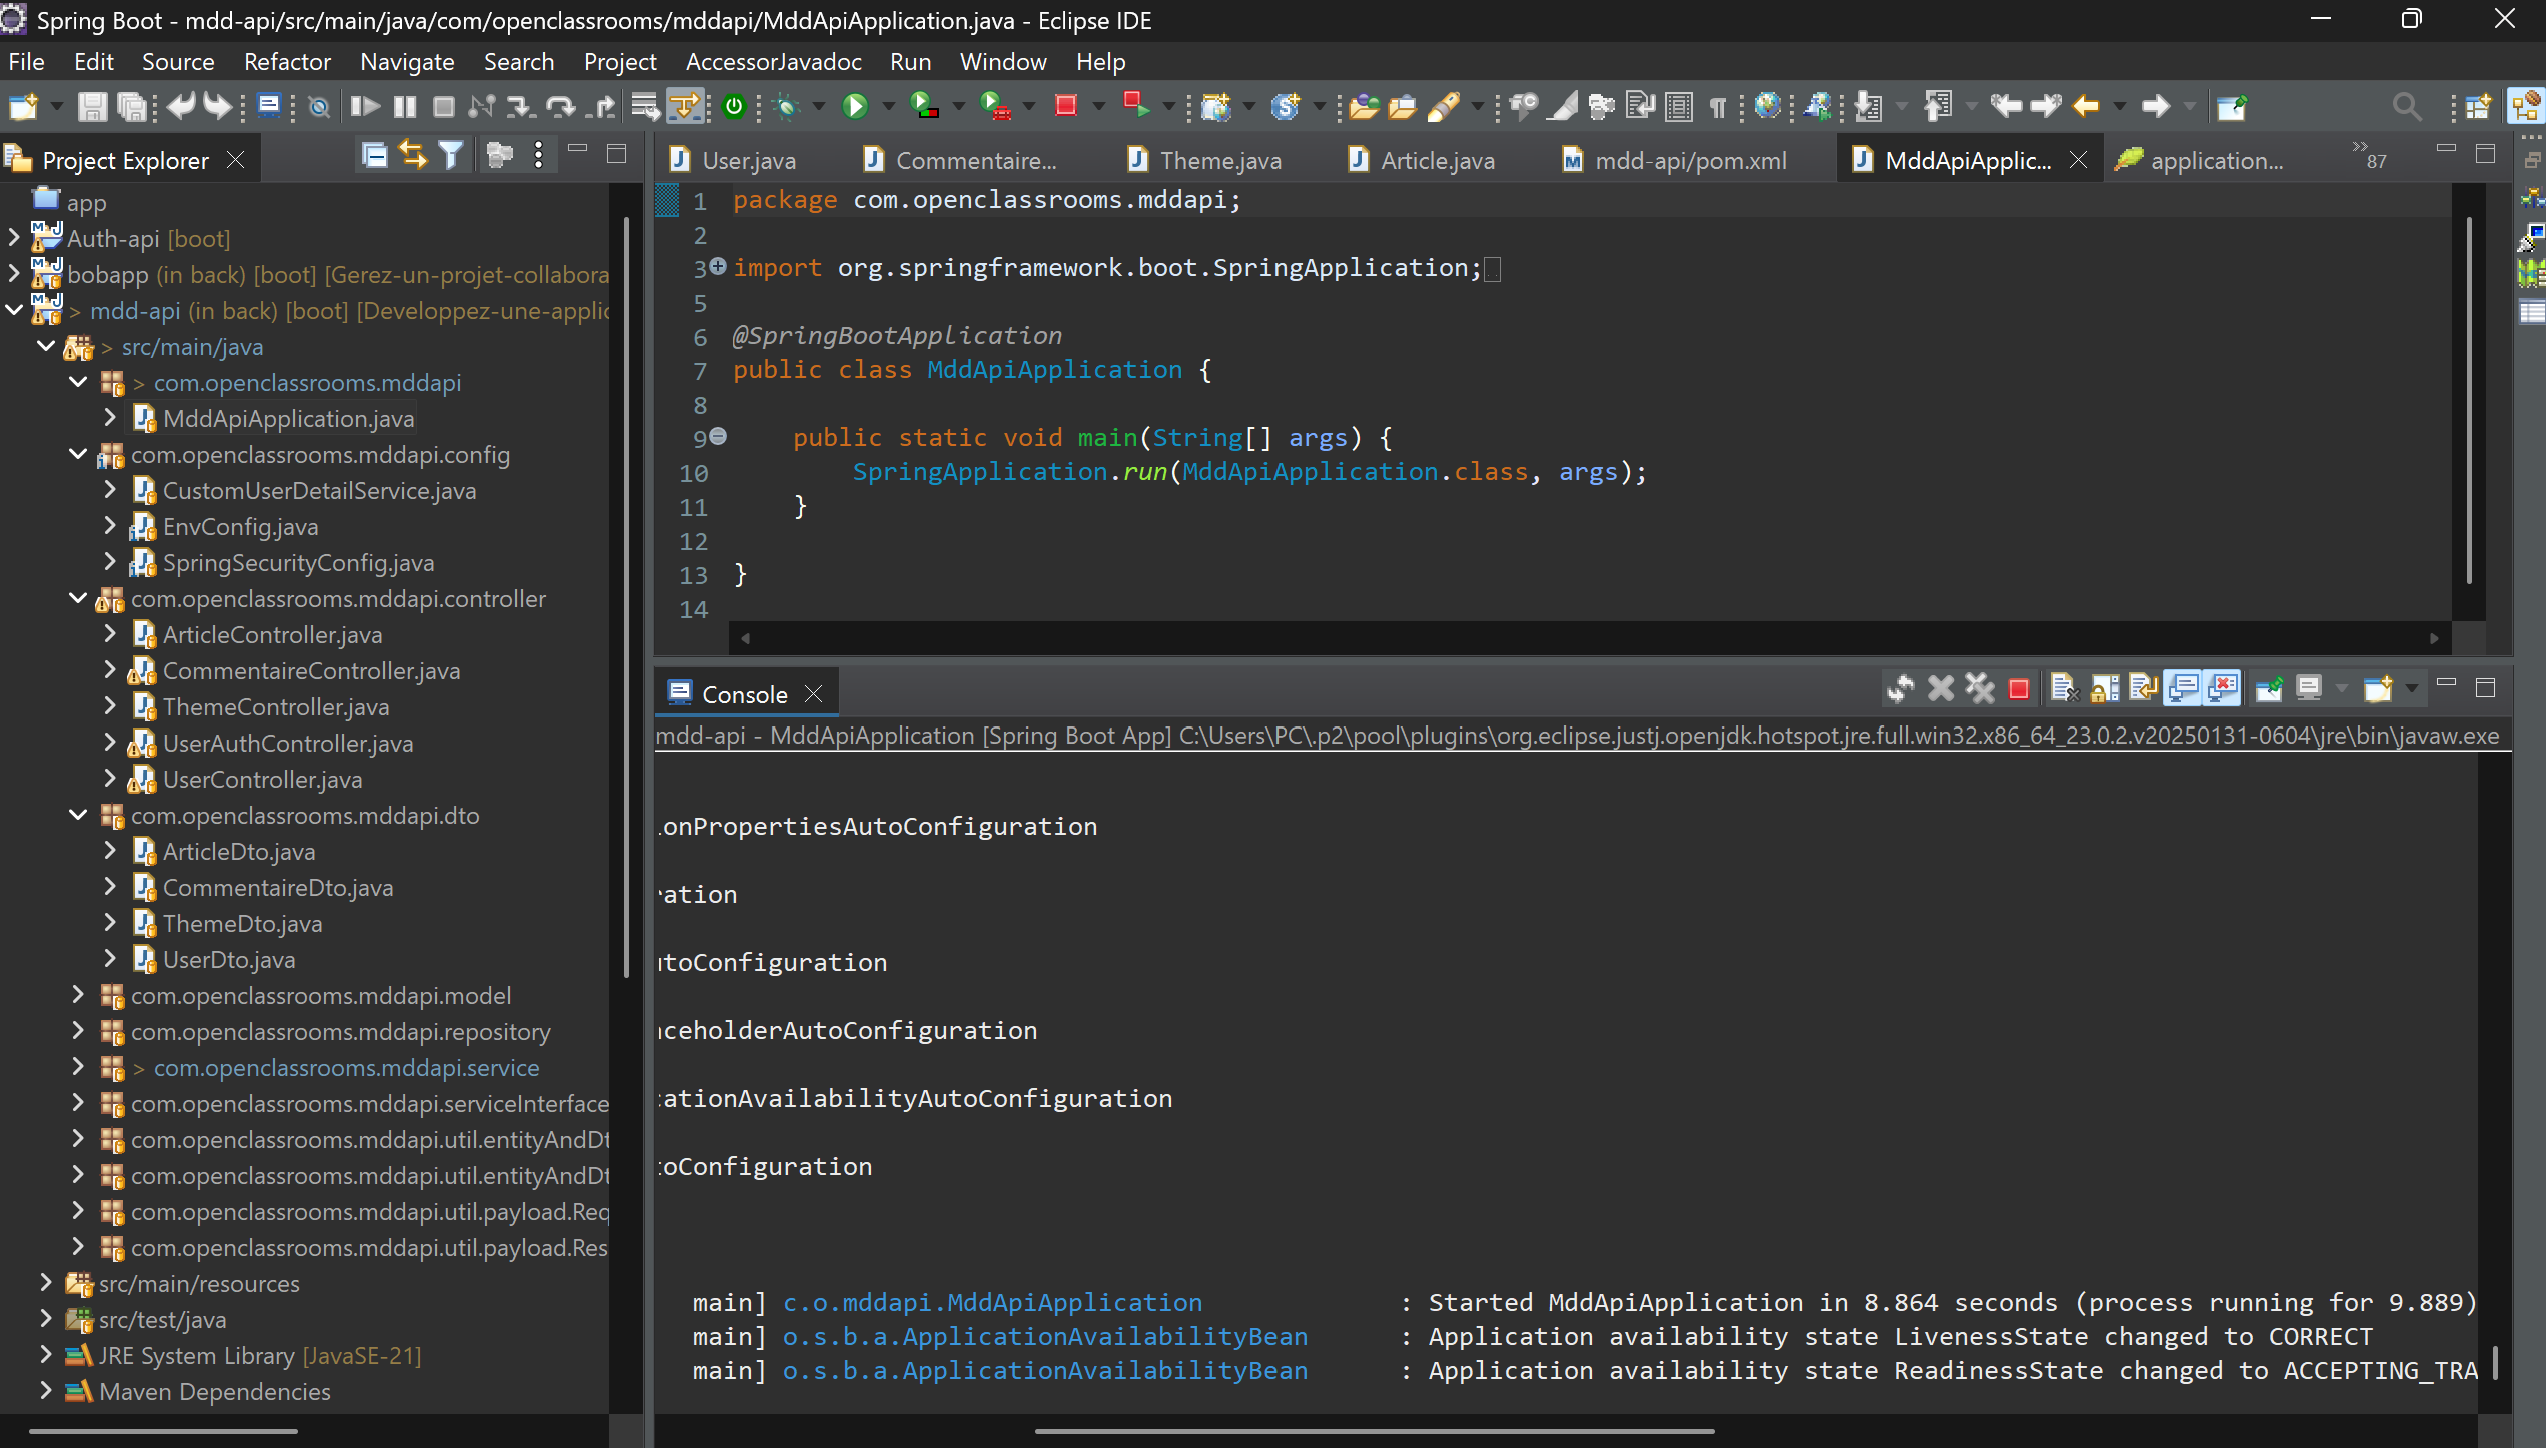 Spring Boot - mdd-api/src/main/java/com/openclassrooms/mddapi/MddApiApplication.java - Eclipse IDE
File Edit Source Refactor Navigate Search Project AccessorJavadoc Run Window Help
Project Explorer
app
Auth-api [boot]
bobapp (in back) [boot] [Gerez-un-projet-collabora
> mdd-api (in back) [boot] [Developpez-une-applic
> src/main/java
> com.openclassrooms.mddapi
MddApiApplication.java
com.openclassrooms.mddapi.config
CustomUserDetailService.java
EnvConfig.java
SpringSecurityConfig.java
com.openclassrooms.mddapi.controller
ArticleController.java
CommentaireController.java
ThemeController.java
UserAuthController.java
UserController.java
com.openclassrooms.mddapi.dto
ArticleDto.java
CommentaireDto.java
ThemeDto.java
UserDto.java
com.openclassrooms.mddapi.model
com.openclassrooms.mddapi.repository
> com.openclassrooms.mddapi.service
com.openclassrooms.mddapi.serviceInterface
com.openclassrooms.mddapi.util.entityAndDt
com.openclassrooms.mddapi.util.entityAndDt
com.openclassrooms.mddapi.util.payload.Req
com.openclassrooms.mddapi.util.payload.Res
src/main/resources
src/test/java
JRE System Library [JavaSE-21]
Maven Dependencies
User.java Commentaire... Theme.java Article.java mdd-api/pom.xml MddApiApplic... application... 87
1 package com.openclassrooms.mddapi;
2
3 import org.springframework.boot.SpringApplication;
5
6 @SpringBootApplication
7 public class MddApiApplication {
8
9 public static void main(String[] args) {
10 SpringApplication.run(MddApiApplication.class, args);
11 }
12
13 }
14
Console
mdd-api - MddApiApplication [Spring Boot App] C:\Users\PC\.p2\pool\plugins\org.eclipse.justj.openjdk.hotspot.jre.full.win32.x86_64_23.0.2.v20250131-0604\jre\bin\javaw.exe
onPropertiesAutoConfiguration
ation
toConfiguration
ceholderAutoConfiguration
ationAvailabilityAutoConfiguration
oConfiguration
main] c.o.mddapi.MddApiApplication : Started MddApiApplication in 8.864 seconds (process running for 9.889)
main] o.s.b.a.ApplicationAvailabilityBean : Application availability state LivenessState changed to CORRECT
main] o.s.b.a.ApplicationAvailabilityBean : Application availability state ReadinessState changed to ACCEPTING_TRA